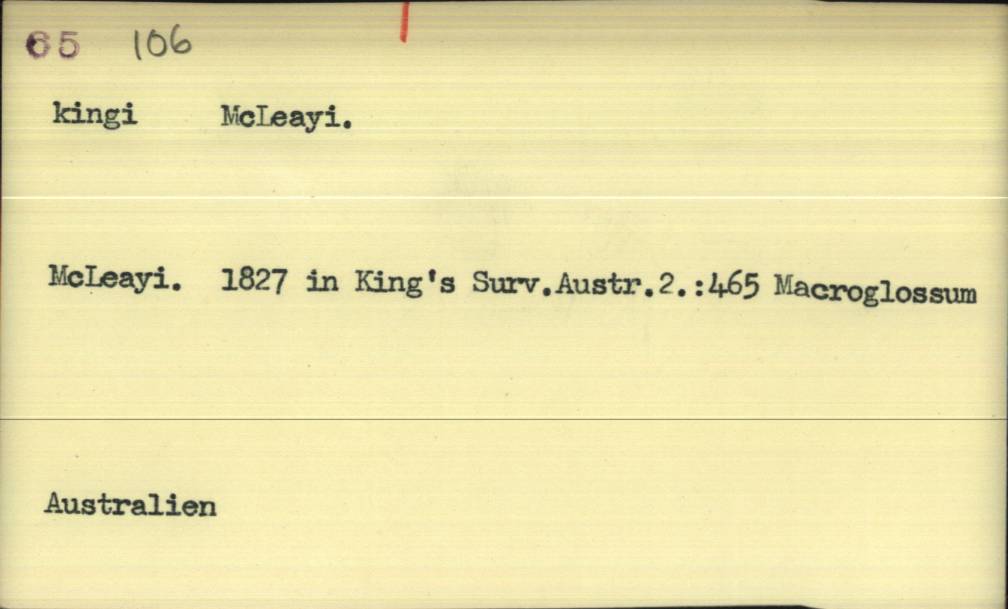 65 106
kingi McLeayi.
McLeayi. 1827 in King's Surv.Austr.2.:465 Macroglossum
Australien